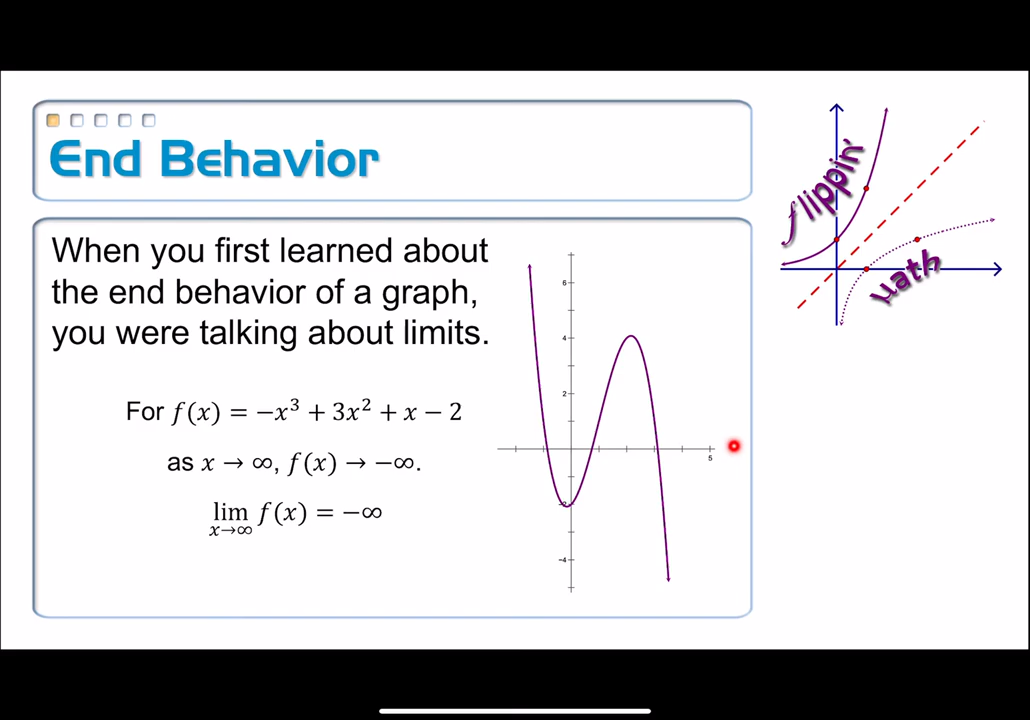 End Behavior
When you first learned about
the end behavior of a graph,
you were talking about limits.
For f(x) = −x³ + 3x² + x − 2
as x → ∞, f(x) → −∞.
lim f(x) = −∞
x→∞
6
4
2
5
−2
−4
flippin'
math